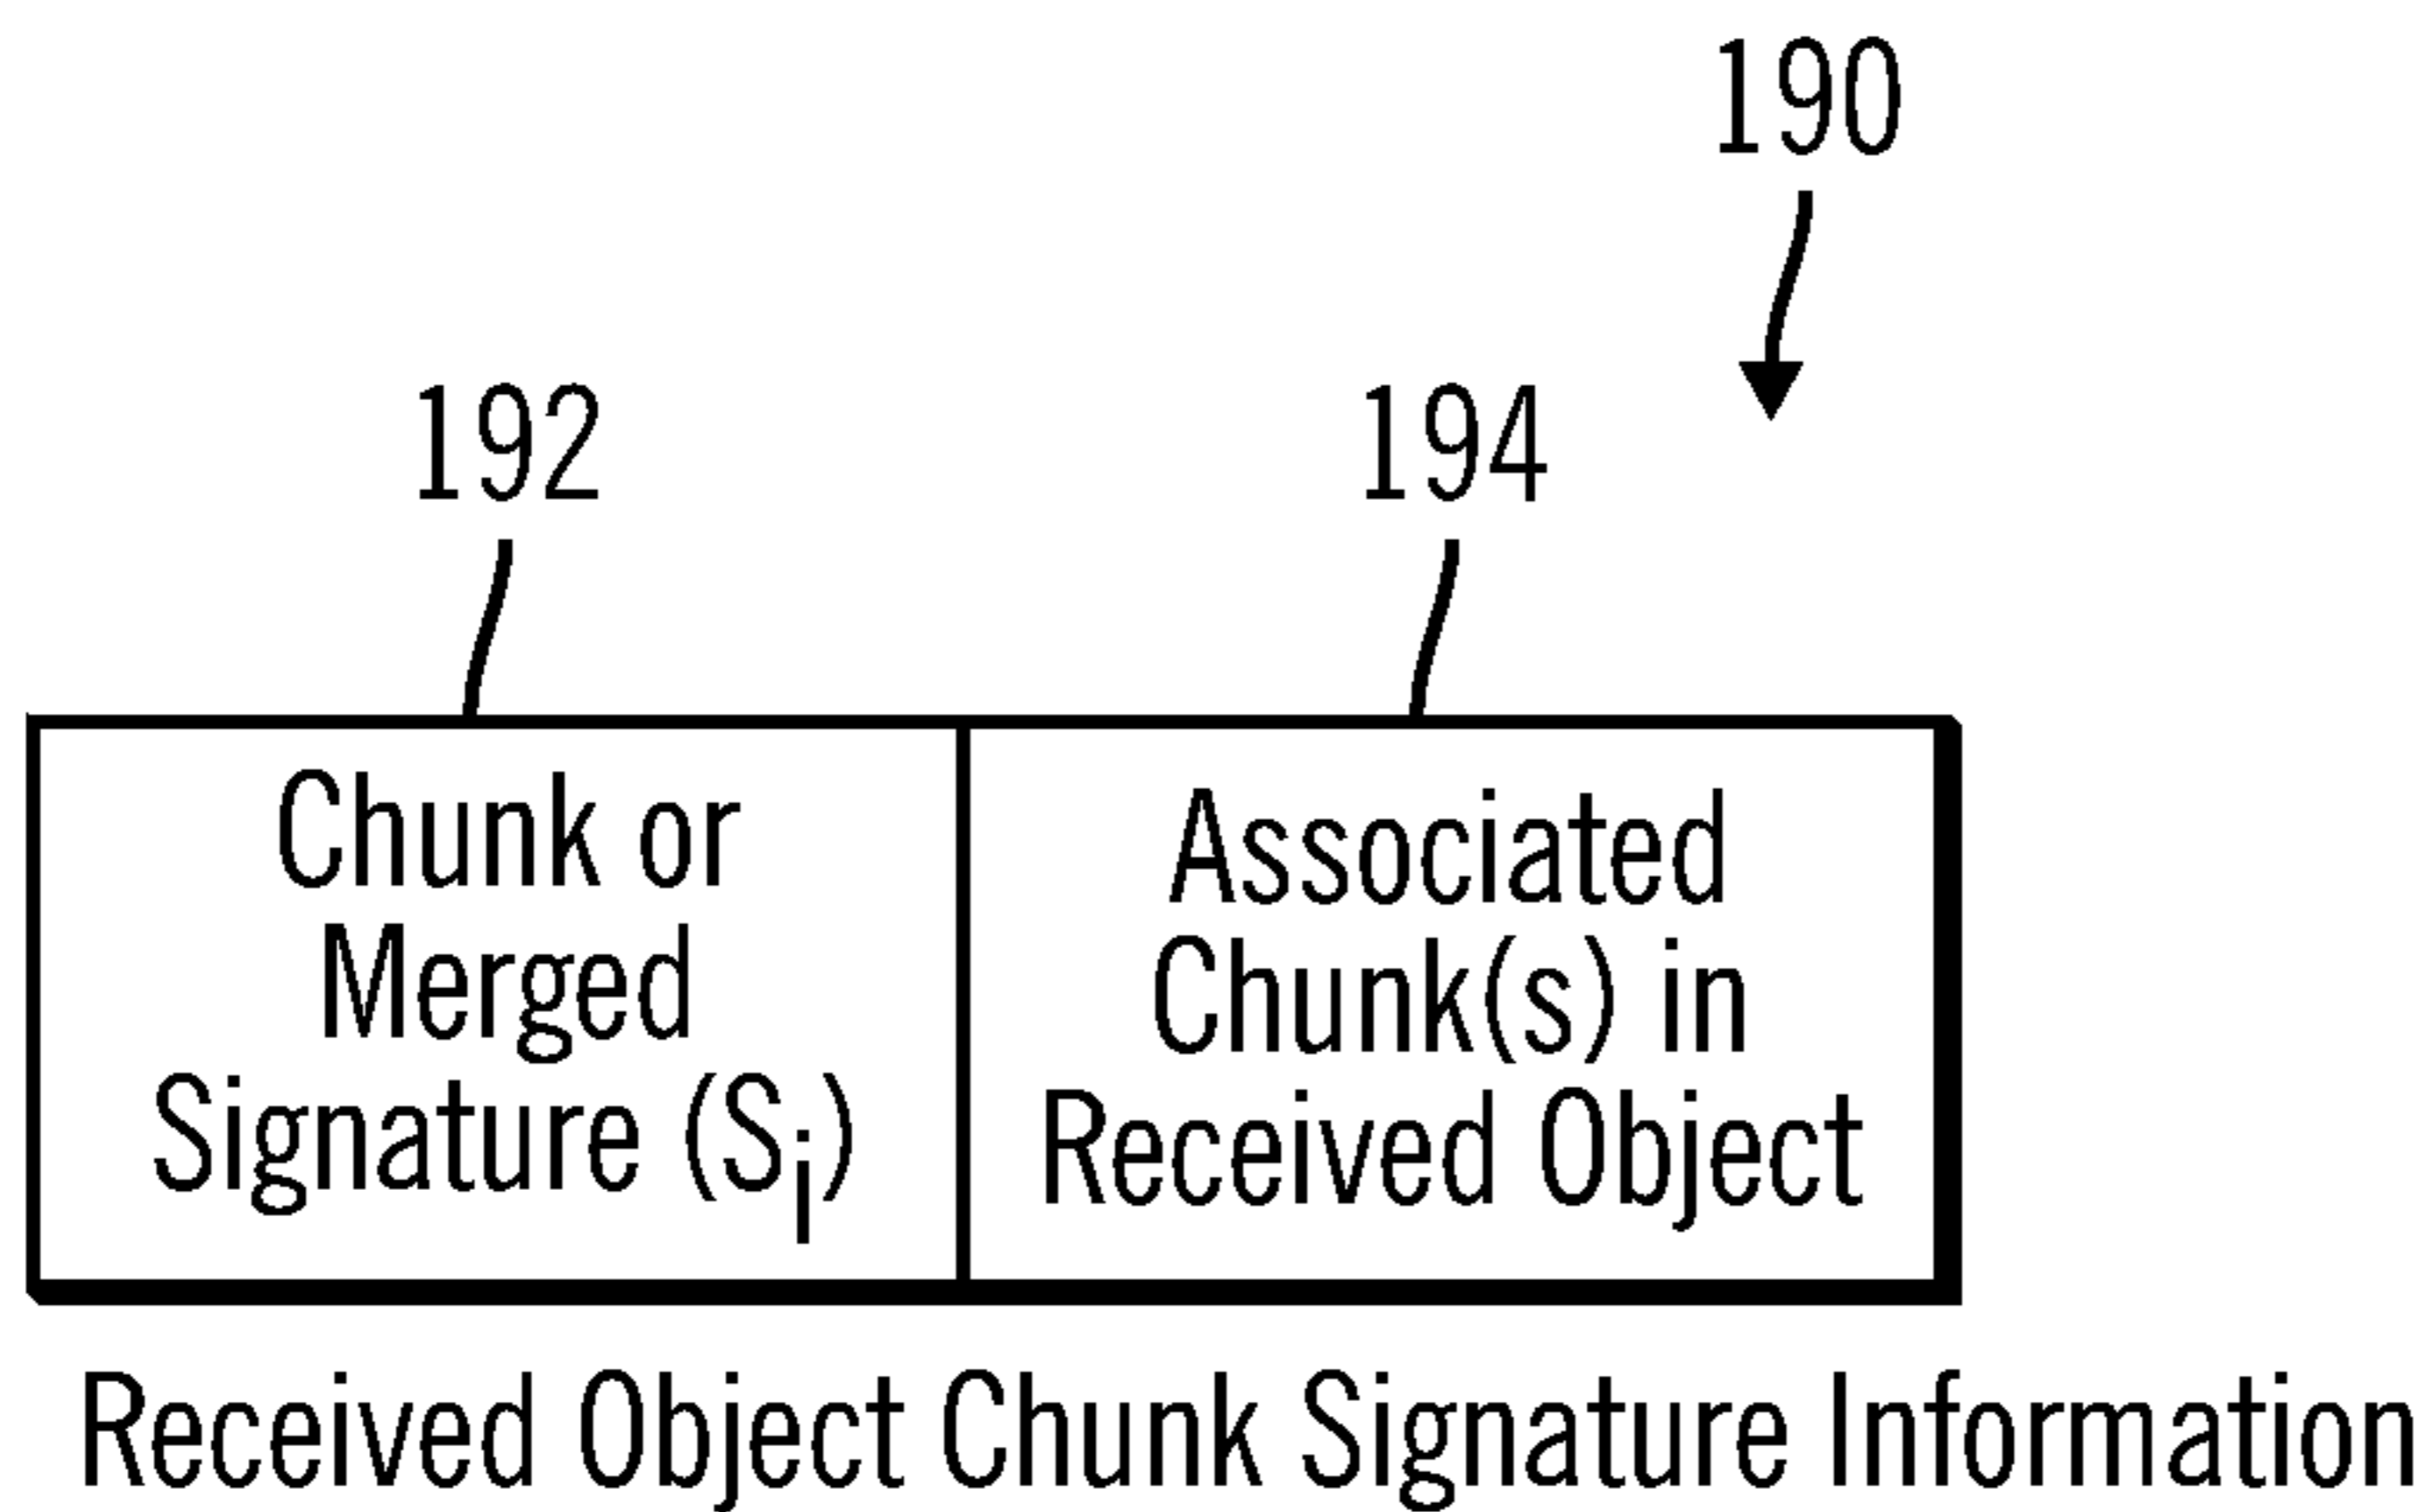 190
192
194
Chunk or
Merged
Signature (Si)
Associated
Chunk(s) in
Received Object
Received Object Chunk Signature Information